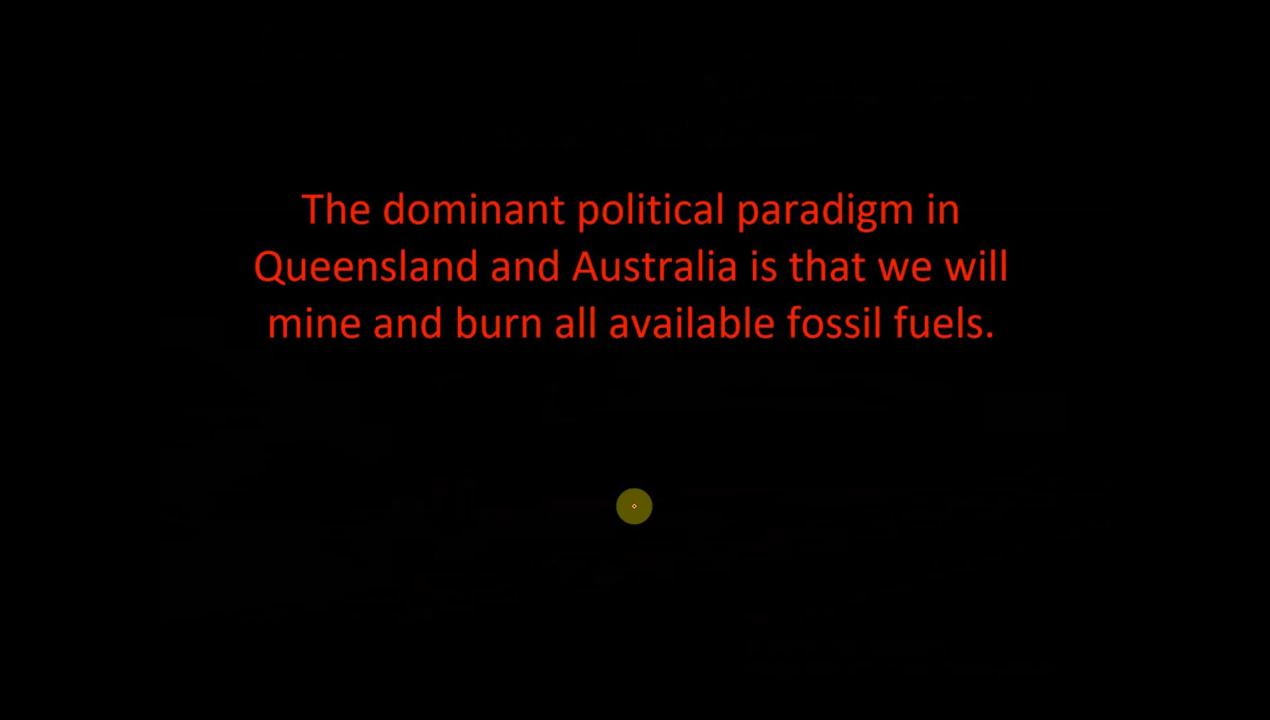 The dominant political paradigm in
Queensland and Australia is that we will
mine and burn all available fossil fuels.